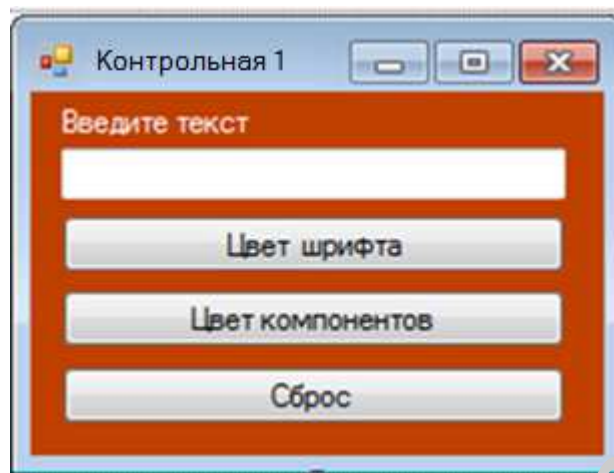 Контрольная 1
Введите текст
Цвет шрифта
Цвет компонентов
Сброс